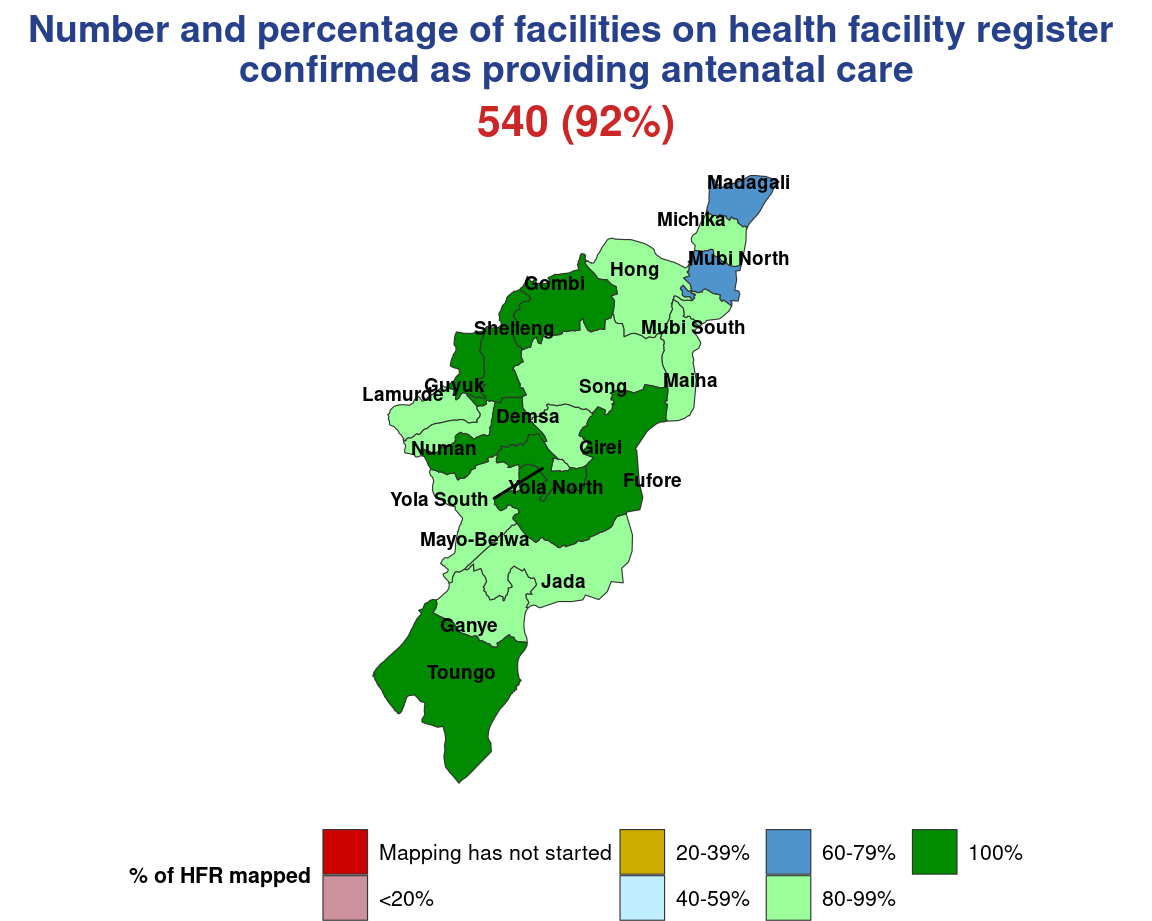 Number and percentage of facilities on health facility register
confirmed as providing antenatal care
540 (92%)
Madagali
Michika
Mubi North
Hong
Gombi
Shelleng
Mubi South
Maiha
Guyuk
Song
Lamurde
Demsa
Numan
Girei
Fufore
Yola North
Yola South
Mayo-Belwa
Jada
Ganye
Toungo
% of HFR mapped
Mapping has not started
<20%
20-39%
40-59%
60-79%
80-99%
100%